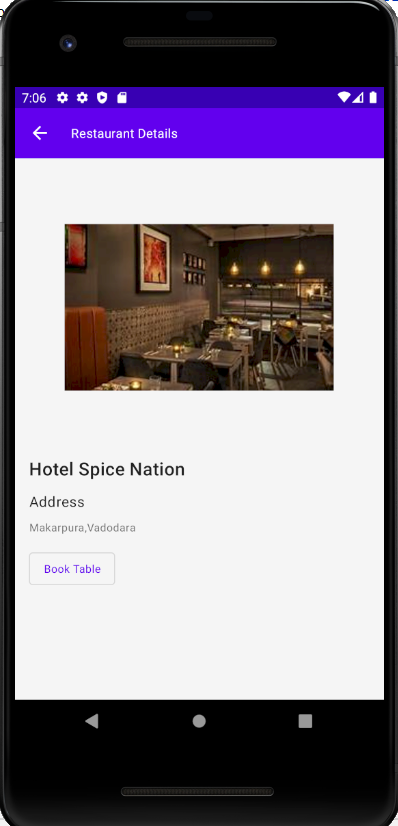 7:06
Restaurant Details
Hotel Spice Nation
Address
Makarpura,Vadodara
Book Table